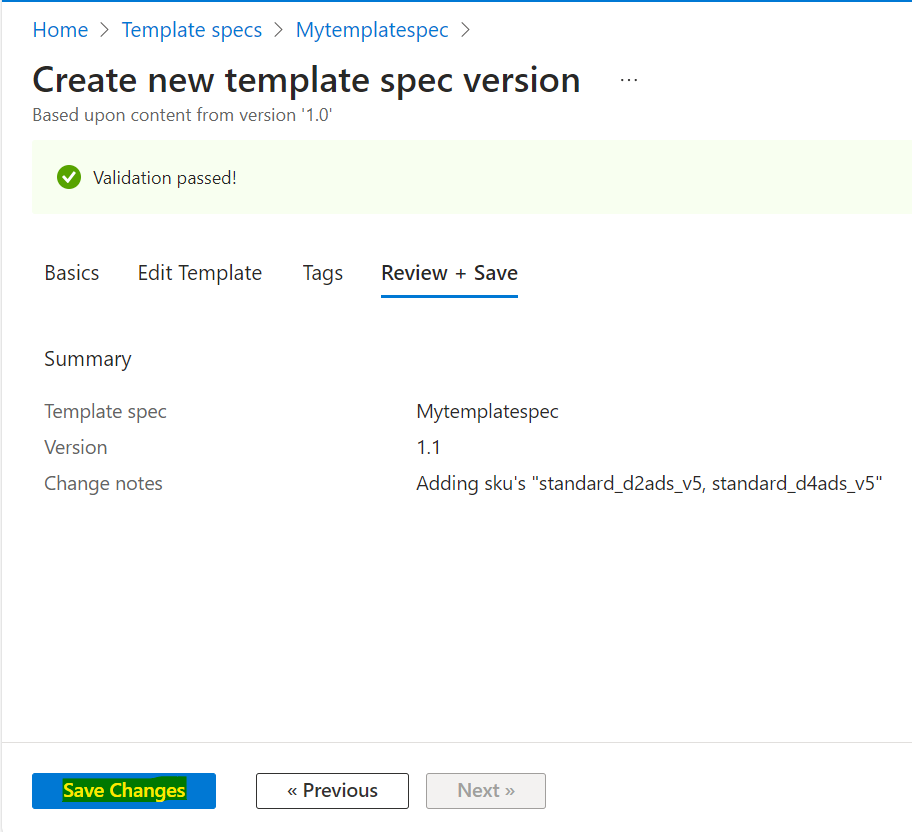 Home > Template specs > Mytemplatespec >
Create new template spec version ...
Based upon content from version '1.0'
Validation passed!
Basics Edit Template Tags Review + Save
Summary
Template spec Mytemplatespec
Version 1.1
Change notes Adding sku's "standard_d2ads_v5, standard_d4ads_v5"
Save Changes « Previous Next »